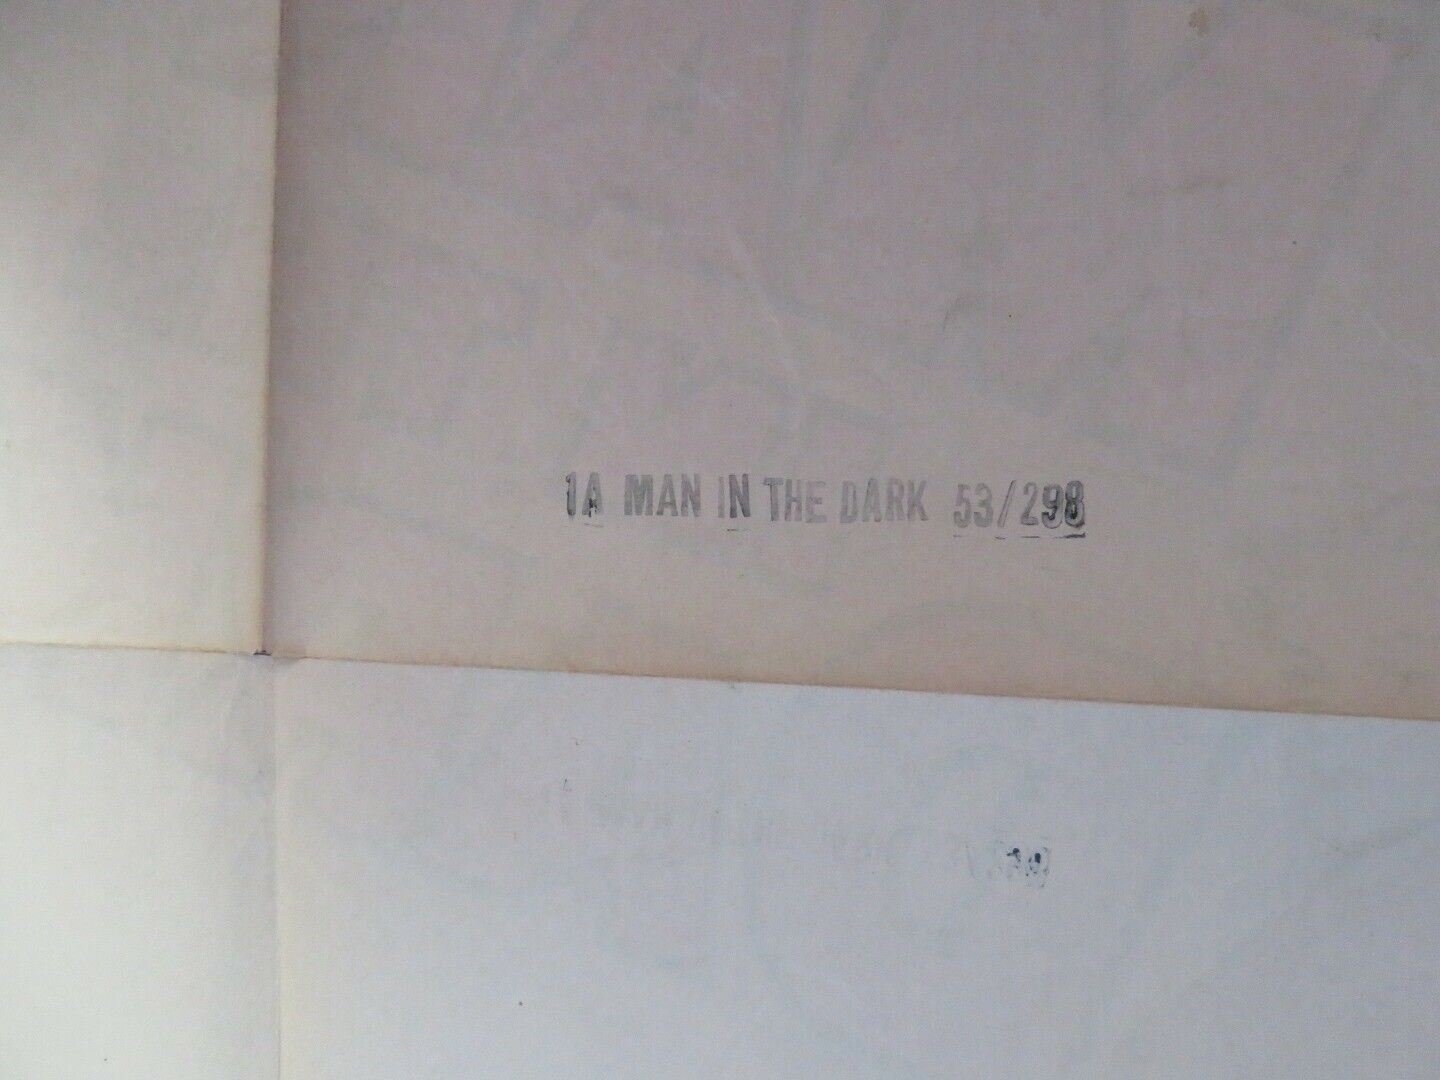 1A MAN IN THE DARK 53/298